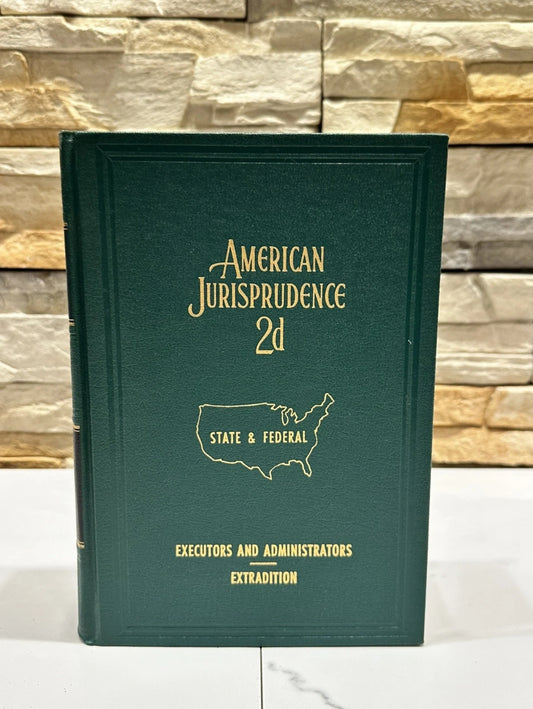 AMERICAN
JURISPRUDENCE
2d
STATE & FEDERAL
EXECUTORS AND ADMINISTRATORS
EXTRADITION